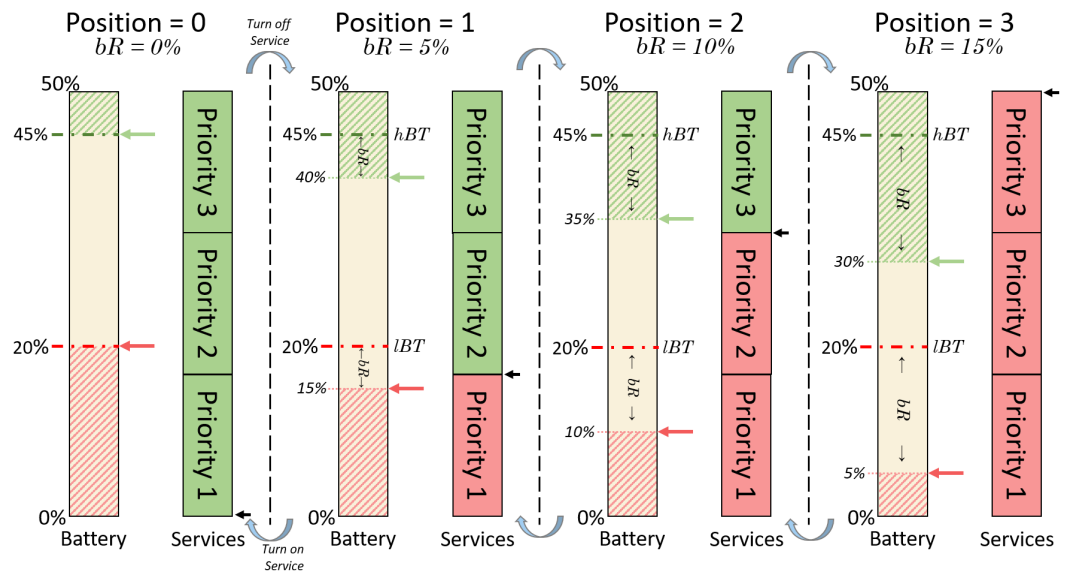 Position = 0
bR = 0%
Turn off
Service
Position = 1
bR = 5%
Position = 2
bR = 10%
Position = 3
bR = 15%
50%
45%
20%
0%
Battery
Priority 3
Priority 2
Priority 1
Services
Turn on
Service
50%
45%
hBT
bR
40%
20%
lBT
bR
15%
0%
Battery
Priority 3
Priority 2
Priority 1
Services
50%
45%
hBT
bR
35%
20%
lBT
bR
10%
0%
Battery
Priority 3
Priority 2
Priority 1
Services
50%
45%
hBT
bR
30%
20%
lBT
bR
5%
0%
Battery
Priority 3
Priority 2
Priority 1
Services